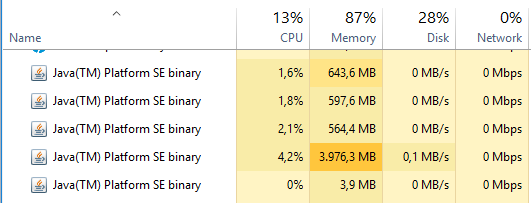 13% 87% 28% 0%
Name CPU Memory Disk Network
Java(TM) Platform SE binary 1,6% 643,6 MB 0 MB/s 0 Mbps
Java(TM) Platform SE binary 1,8% 597,6 MB 0 MB/s 0 Mbps
Java(TM) Platform SE binary 2,1% 564,4 MB 0 MB/s 0 Mbps
Java(TM) Platform SE binary 4,2% 3.976,3 MB 0,1 MB/s 0 Mbps
Java(TM) Platform SE binary 0% 3,9 MB 0 MB/s 0 Mbps